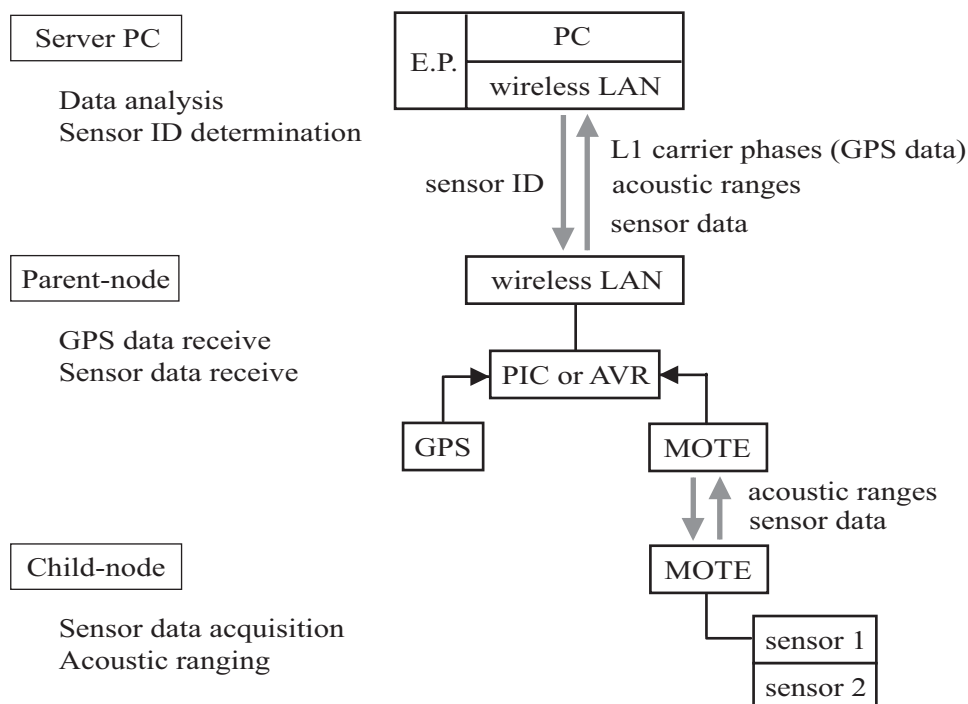 Server PC
Data analysis
Sensor ID determination
E.P.
PC
wireless LAN
sensor ID
L1 carrier phases (GPS data)
acoustic ranges
sensor data
Parent-node
GPS data receive
Sensor data receive
wireless LAN
PIC or AVR
GPS
MOTE
acoustic ranges
sensor data
Child-node
Sensor data acquisition
Acoustic ranging
MOTE
sensor 1
sensor 2